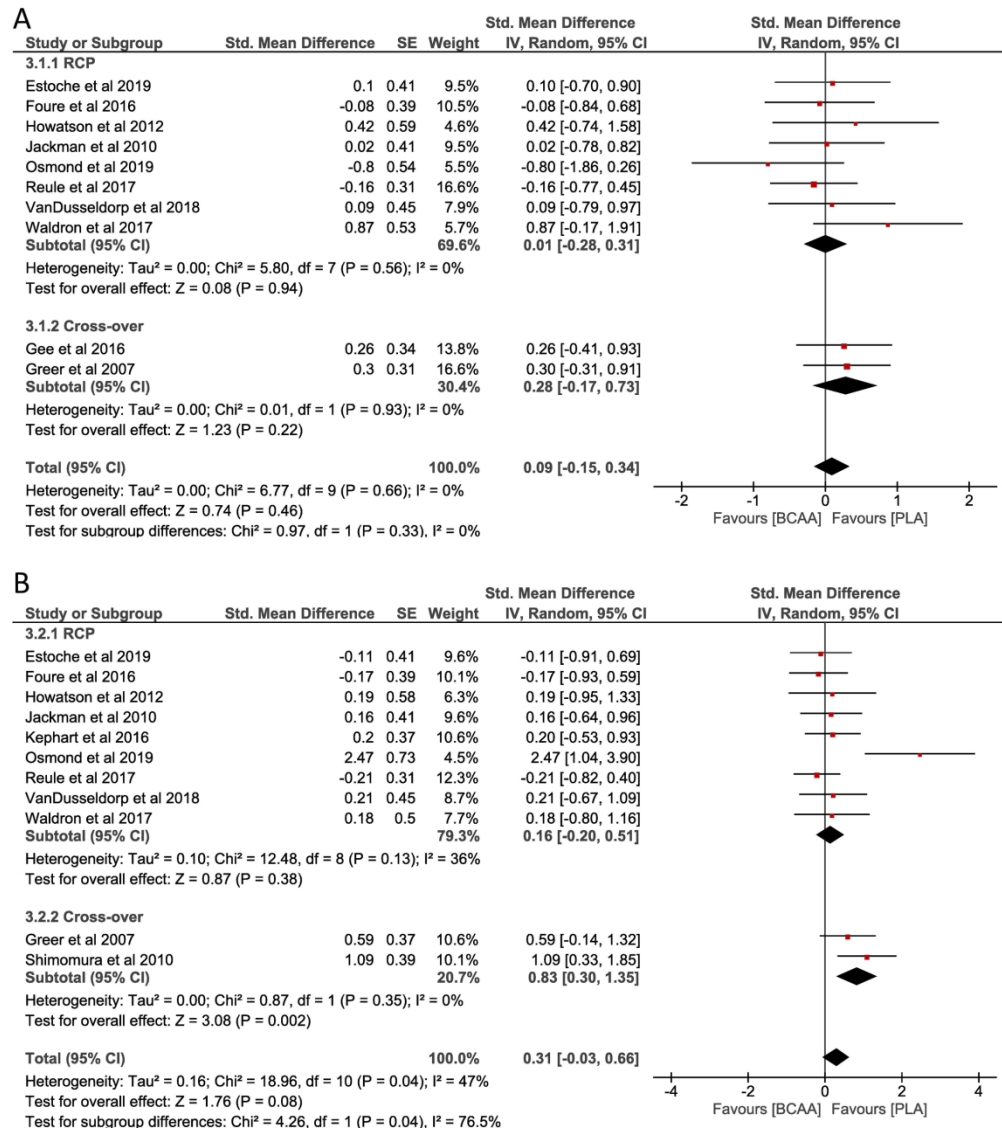 A
Std. Mean Difference Std. Mean Difference
Study or Subgroup Std. Mean Difference SE Weight IV, Random, 95% CI IV, Random, 95% CI
3.1.1 RCP
Estoche et al 2019 0.1 0.41 9.5% 0.10 [-0.70, 0.90]
Foure et al 2016 -0.08 0.39 10.5% -0.08 [-0.84, 0.68]
Howatson et al 2012 0.42 0.59 4.6% 0.42 [-0.74, 1.58]
Jackman et al 2010 0.02 0.41 9.5% 0.02 [-0.78, 0.82]
Osmond et al 2019 -0.8 0.54 5.5% -0.80 [-1.86, 0.26]
Reule et al 2017 -0.16 0.31 16.6% -0.16 [-0.77, 0.45]
VanDusseldorp et al 2018 0.09 0.45 7.9% 0.09 [-0.79, 0.97]
Waldron et al 2017 0.87 0.53 5.7% 0.87 [-0.17, 1.91]
Subtotal (95% CI) 69.6% 0.01 [-0.28, 0.31]
Heterogeneity: Tau² = 0.00; Chi² = 5.80, df = 7 (P = 0.56); I² = 0%
Test for overall effect: Z = 0.08 (P = 0.94)
3.1.2 Cross-over
Gee et al 2016 0.26 0.34 13.8% 0.26 [-0.41, 0.93]
Greer et al 2007 0.3 0.31 16.6% 0.30 [-0.31, 0.91]
Subtotal (95% CI) 30.4% 0.28 [-0.17, 0.73]
Heterogeneity: Tau² = 0.00; Chi² = 0.01, df = 1 (P = 0.93); I² = 0%
Test for overall effect: Z = 1.23 (P = 0.22)
Total (95% CI) 100.0% 0.09 [-0.15, 0.34]
Heterogeneity: Tau² = 0.00; Chi² = 6.77, df = 9 (P = 0.66); I² = 0%
Test for overall effect: Z = 0.74 (P = 0.46)
Test for subgroup differences: Chi² = 0.97, df = 1 (P = 0.33), I² = 0%
-2 -1 0 1 2
Favours [BCAA] Favours [PLA]
B
Std. Mean Difference Std. Mean Difference
Study or Subgroup Std. Mean Difference SE Weight IV, Random, 95% CI IV, Random, 95% CI
3.2.1 RCP
Estoche et al 2019 -0.11 0.41 9.6% -0.11 [-0.91, 0.69]
Foure et al 2016 -0.17 0.39 10.1% -0.17 [-0.93, 0.59]
Howatson et al 2012 0.19 0.58 6.3% 0.19 [-0.95, 1.33]
Jackman et al 2010 0.16 0.41 9.6% 0.16 [-0.64, 0.96]
Kephart et al 2016 0.2 0.37 10.6% 0.20 [-0.53, 0.93]
Osmond et al 2019 2.47 0.73 4.5% 2.47 [1.04, 3.90]
Reule et al 2017 -0.21 0.31 12.3% -0.21 [-0.82, 0.40]
VanDusseldorp et al 2018 0.21 0.45 8.7% 0.21 [-0.67, 1.09]
Waldron et al 2017 0.18 0.5 7.7% 0.18 [-0.80, 1.16]
Subtotal (95% CI) 79.3% 0.16 [-0.20, 0.51]
Heterogeneity: Tau² = 0.10; Chi² = 12.48, df = 8 (P = 0.13); I² = 36%
Test for overall effect: Z = 0.87 (P = 0.38)
3.2.2 Cross-over
Greer et al 2007 0.59 0.37 10.6% 0.59 [-0.14, 1.32]
Shimomura et al 2010 1.09 0.39 10.1% 1.09 [0.33, 1.85]
Subtotal (95% CI) 20.7% 0.83 [0.30, 1.35]
Heterogeneity: Tau² = 0.00; Chi² = 0.87, df = 1 (P = 0.35); I² = 0%
Test for overall effect: Z = 3.08 (P = 0.002)
Total (95% CI) 100.0% 0.31 [-0.03, 0.66]
Heterogeneity: Tau² = 0.16; Chi² = 18.96, df = 10 (P = 0.04); I² = 47%
Test for overall effect: Z = 1.76 (P = 0.08)
Test for subgroup differences: Chi² = 4.26, df = 1 (P = 0.04), I² = 76.5%
-4 -2 0 2 4
Favours [BCAA] Favours [PLA]